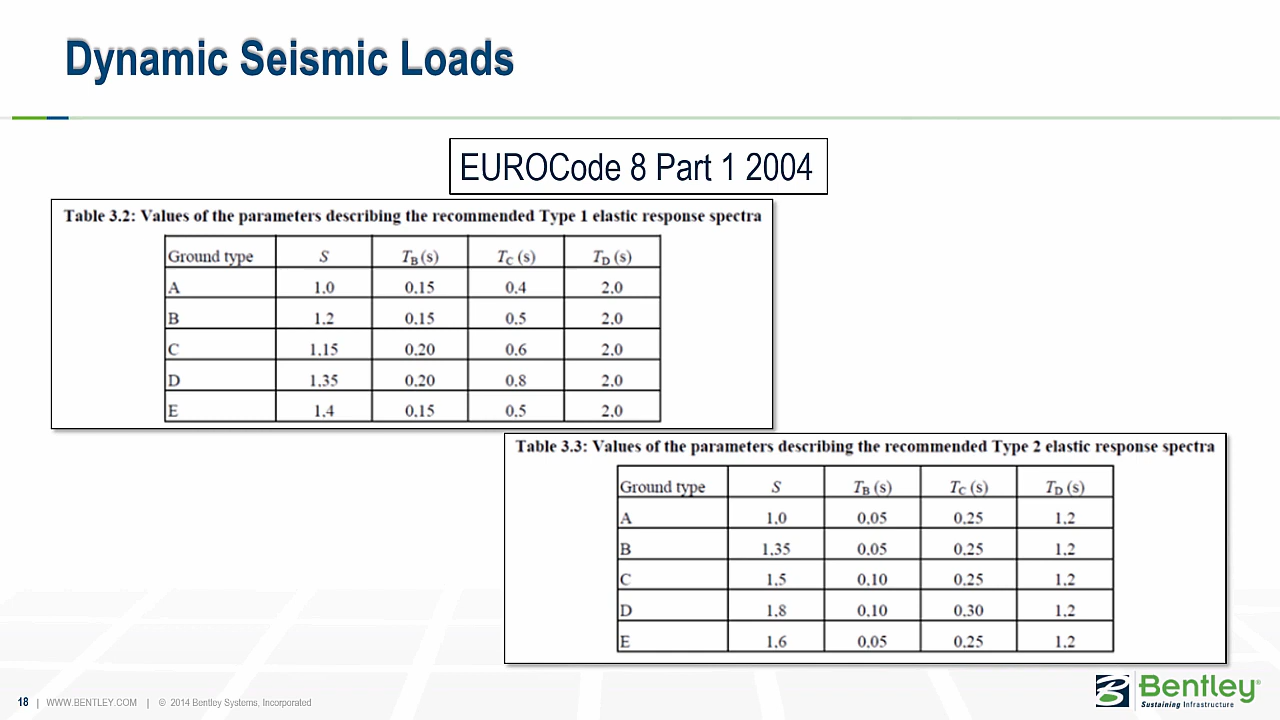 Dynamic Seismic Loads
EUROCode 8 Part 1 2004
Table 3.2: Values of the parameters describing the recommended Type 1 elastic response spectra
Ground type S TB (s) TC (s) TD (s)
A 1,0 0,15 0,4 2,0
B 1,2 0,15 0,5 2,0
C 1,15 0,20 0,6 2,0
D 1,35 0,20 0,8 2,0
E 1,4 0,15 0,5 2,0
Table 3.3: Values of the parameters describing the recommended Type 2 elastic response spectra
Ground type S TB (s) TC (s) TD (s)
A 1,0 0,05 0,25 1,2
B 1,35 0,05 0,25 1,2
C 1,5 0,10 0,25 1,2
D 1,8 0,10 0,30 1,2
E 1,6 0,05 0,25 1,2
18 | WWW.BENTLEY.COM | © 2014 Bentley Systems, Incorporated
Bentley®
Sustaining Infrastructure